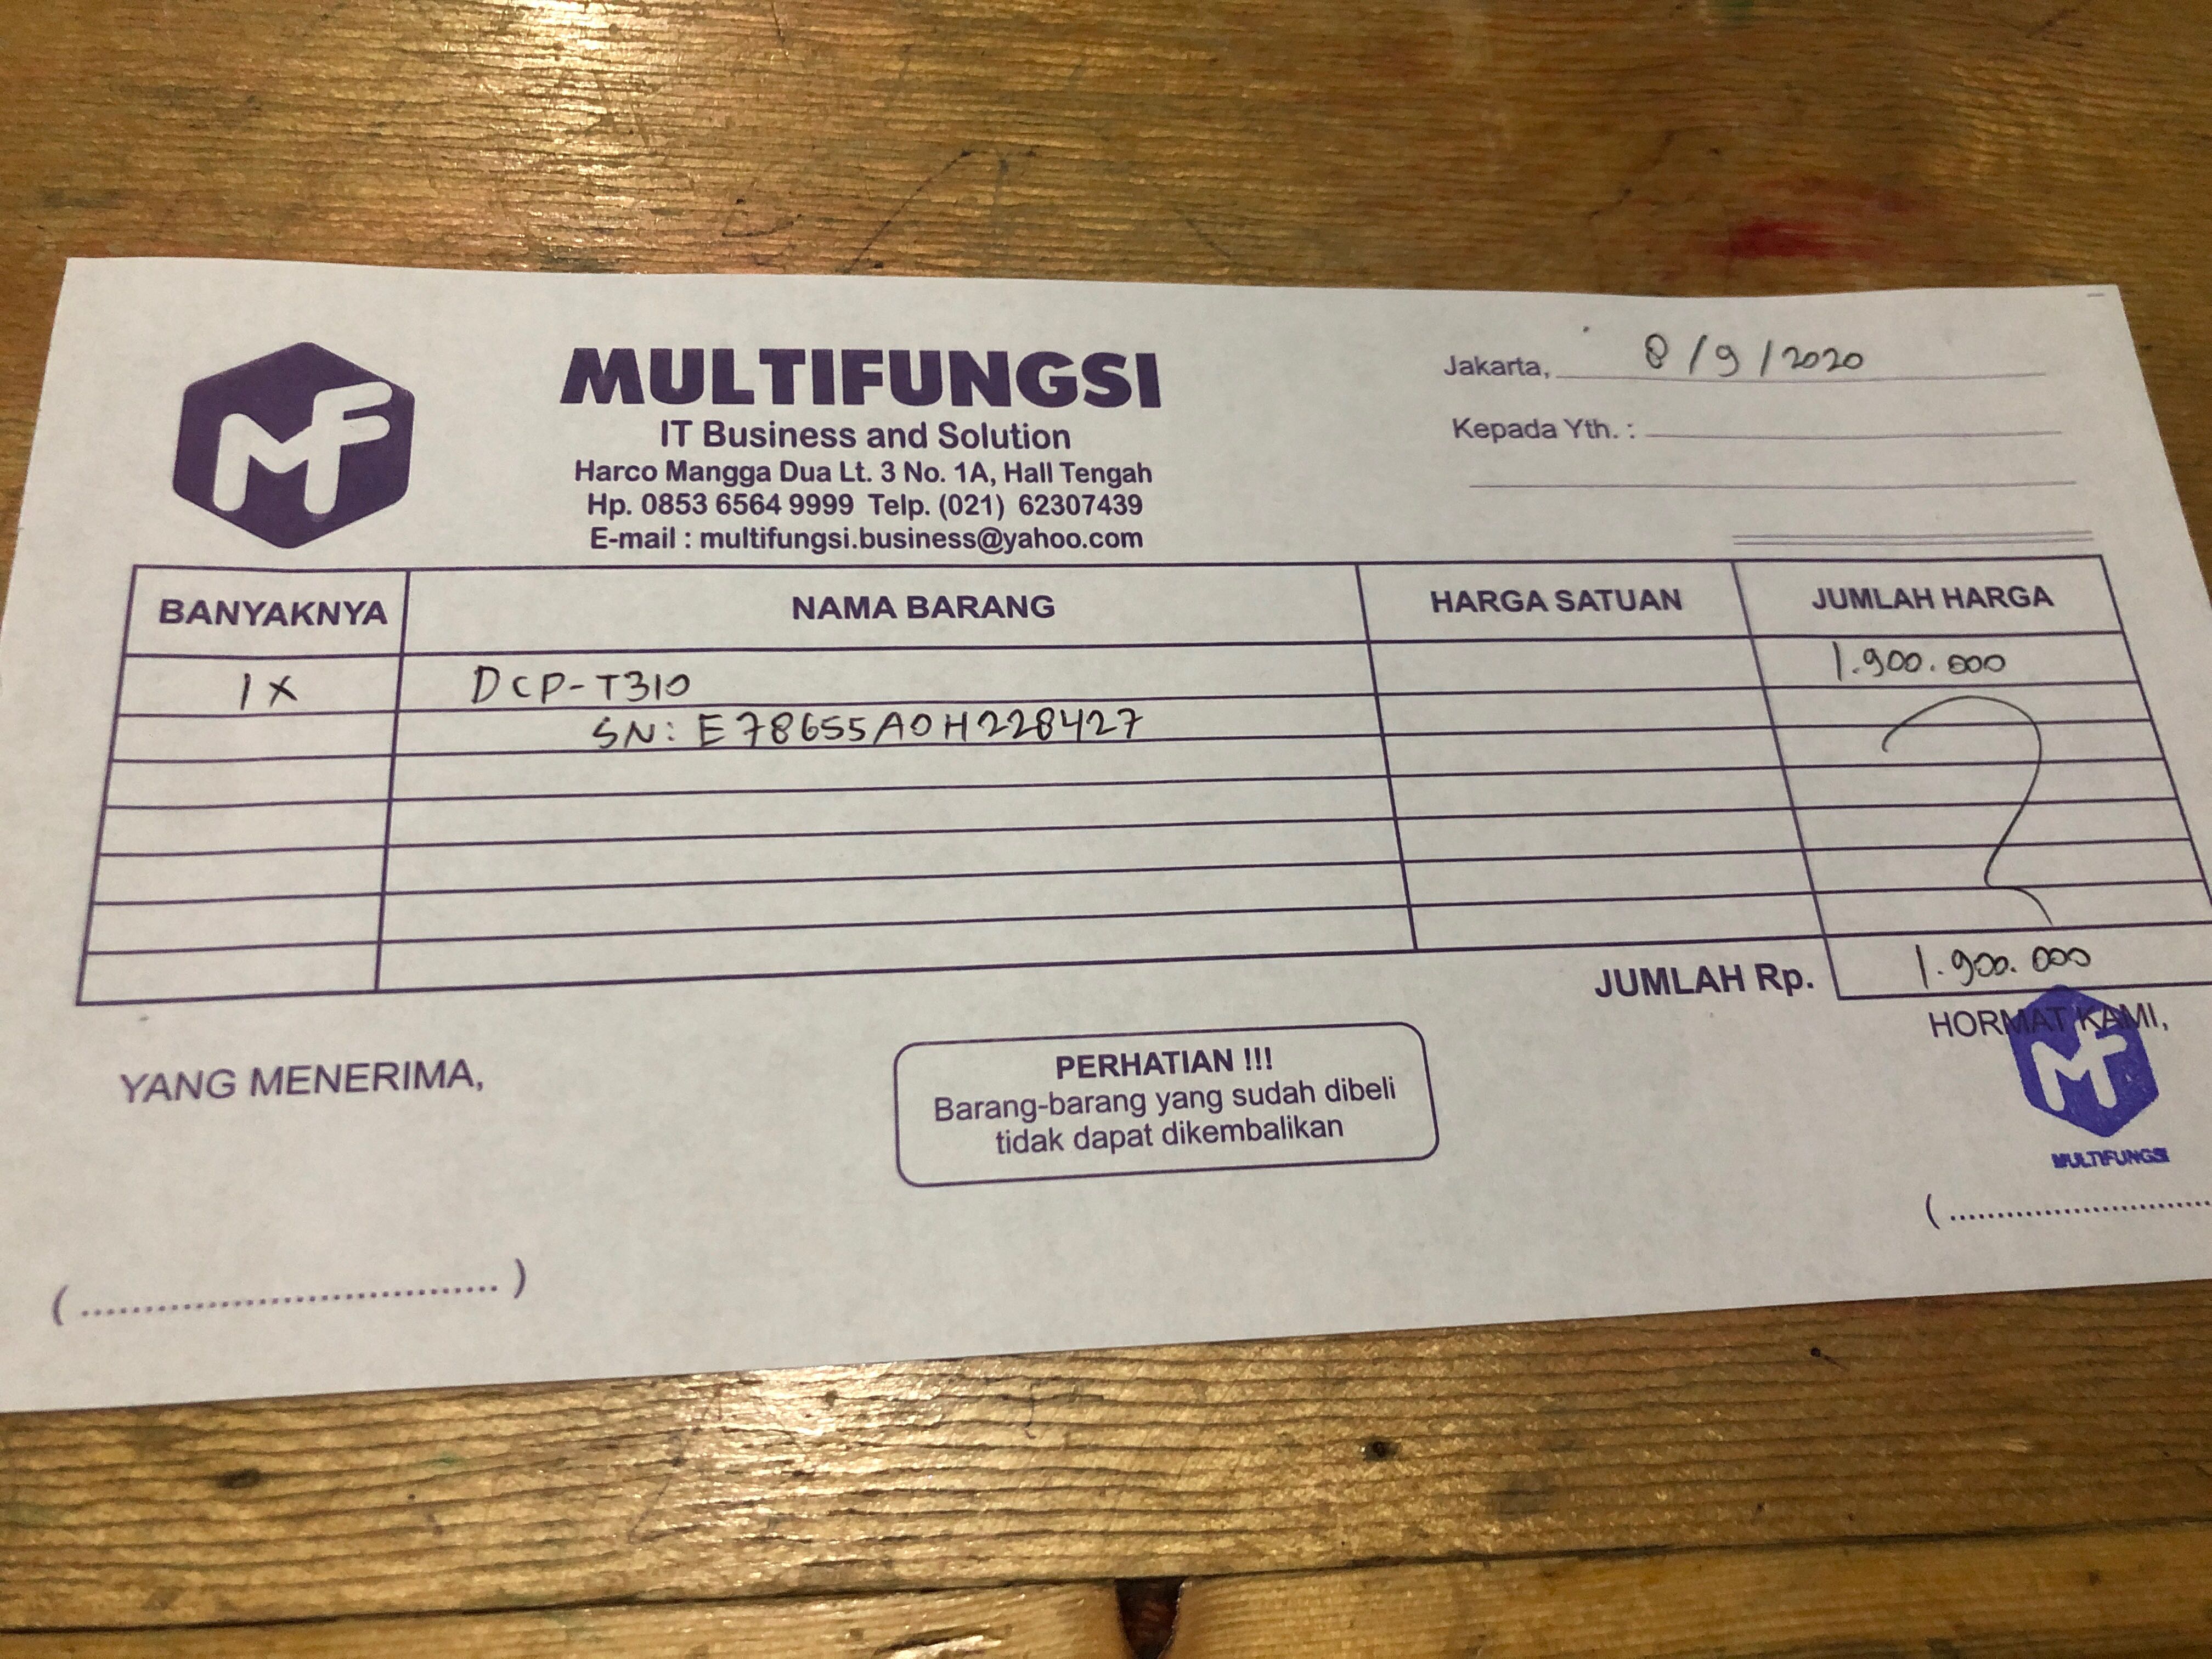 MF
MULTIFUNGSI
IT Business and Solution
Harco Mangga Dua Lt. 3 No. 1A, Hall Tengah
Hp. 0853 6564 9999 Telp. (021) 62307439
E-mail : multifungsi.business@yahoo.com
Jakarta, 8/9/2020
Kepada Yth. :
BANYAKNYA NAMA BARANG HARGA SATUAN JUMLAH HARGA
1X DCP-T310 1.900.000
SN: E78655A0H228427
JUMLAH Rp. 1.900.000
YANG MENERIMA,
PERHATIAN !!!
Barang-barang yang sudah dibeli
tidak dapat dikembalikan
HORMAT KAMI,
MF
MULTIFUNGSI
(..................................)
(..................................